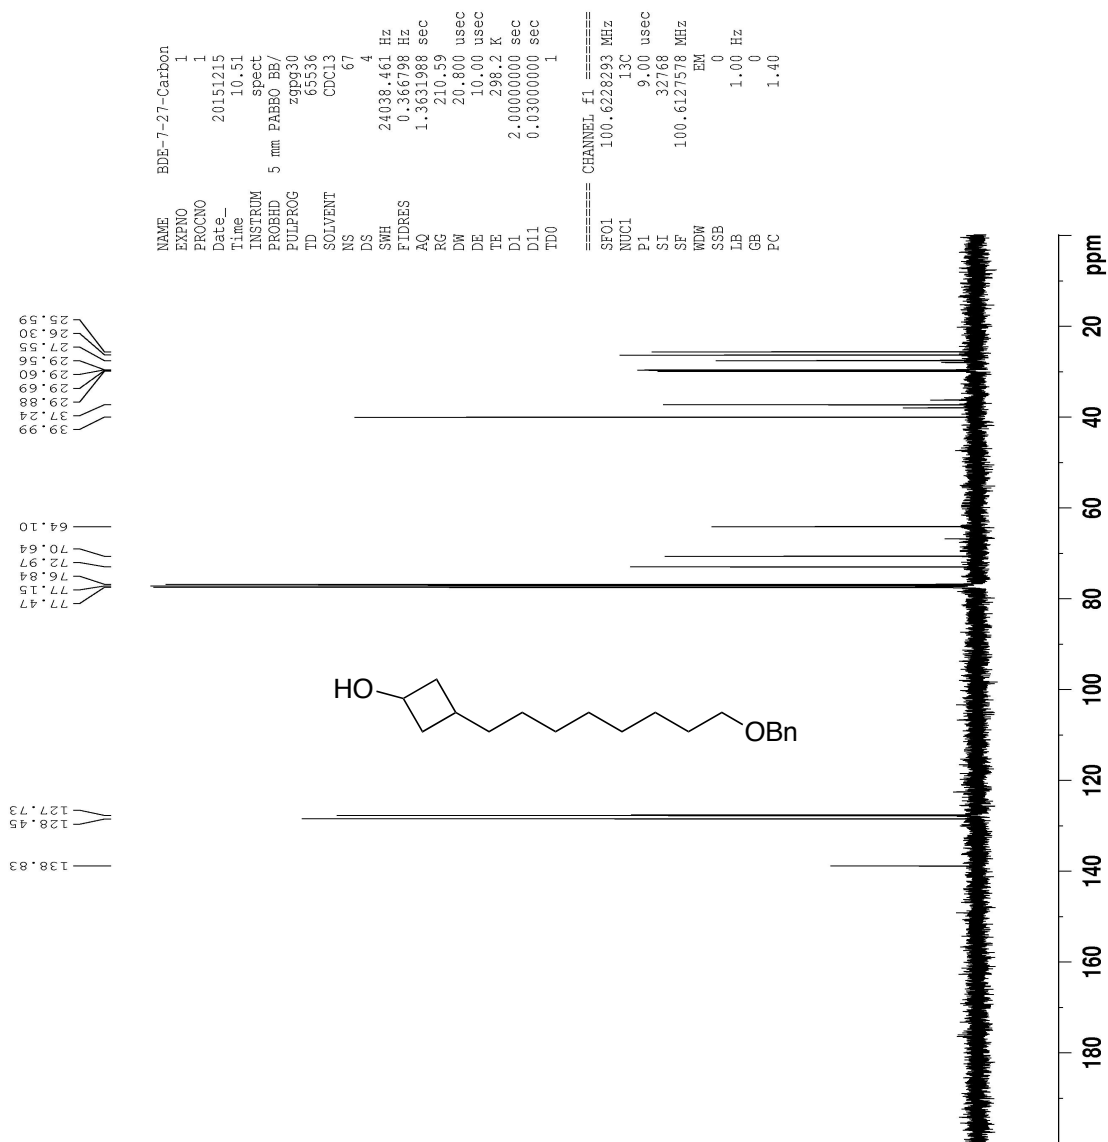 NAME BDE-7-27-Carbon
EXPNO 1
PROCNO 1
Date_ 20151215
Time 10.51
INSTRUM spect
PROBHD 5 mm PABBO BB/
PULPROG zgpg30
TD 65536
SOLVENT CDCl3
NS 67
DS 4
SWH 24038.461 Hz
FIDRES 0.366798 Hz
AQ 1.3631988 sec
RG 210.59
DW 20.800 usec
DE 10.00 usec
TE 298.2 K
D1 2.00000000 sec
D11 0.03000000 sec
TD0 1
======== CHANNEL f1 ========
SFO1 100.6228293 MHz
NUC1 13C
P1 9.00 usec
SI 32768
SF 100.6127578 MHz
WDW EM
SSB 0
LB 1.00 Hz
GB 0
PC 1.40
25.59
26.30
27.55
29.56
29.60
29.69
29.88
37.24
39.99
64.10
70.64
72.97
76.84
77.15
77.47
127.73
128.45
138.83
HO
OBn
ppm
20
40
60
80
100
120
140
160
180